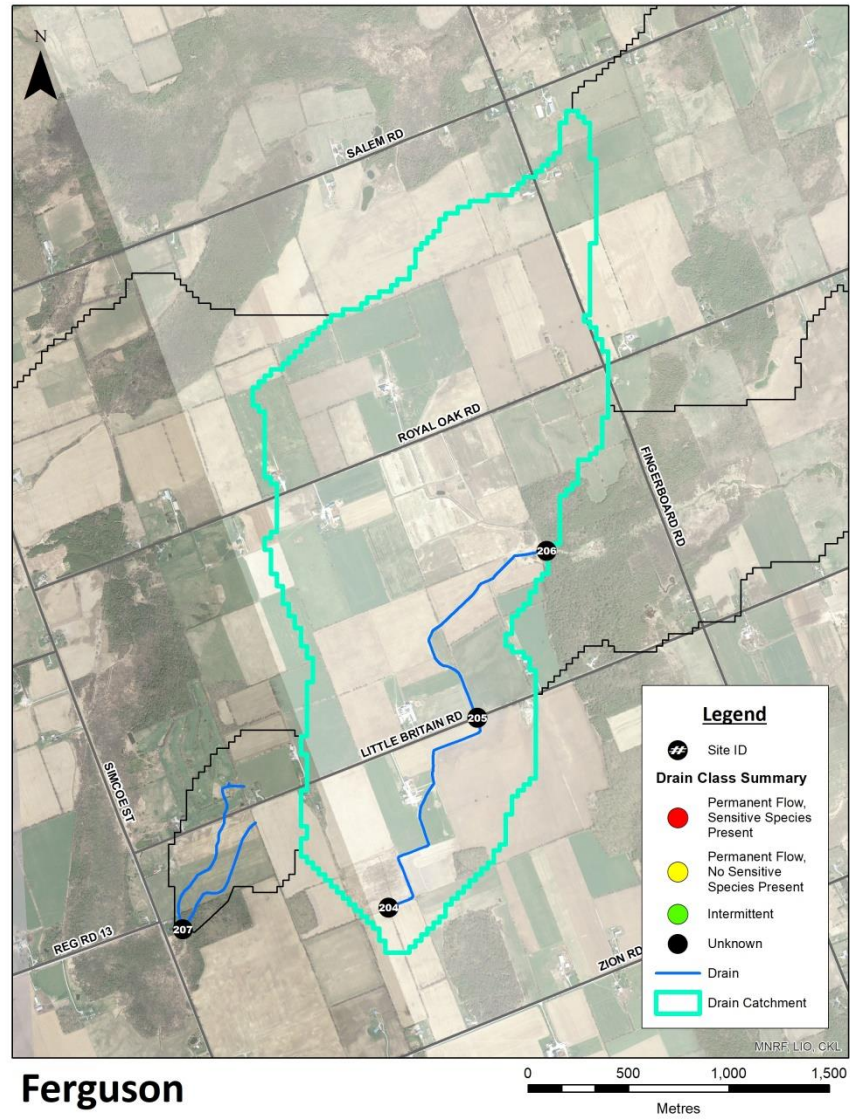 N
SALEM RD
ROYAL OAK RD
FINGERBOARD RD
206
205
LITTLE BRITAIN RD
SIMCOE ST
204
207
REG RD 13
ZION RD
Legend
# Site ID
Drain Class Summary
Permanent Flow,
Sensitive Species
Present
Permanent Flow,
No Sensitive
Species Present
Intermittent
Unknown
Drain
Drain Catchment
MNRF, LIO, CKL
Ferguson
0 500 1,000 1,500
Metres